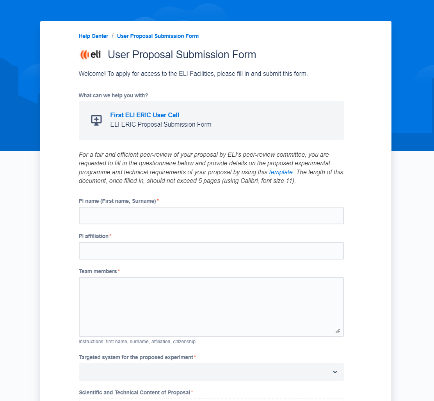 Help Center / User Proposal Submission Form
eli User Proposal Submission Form
Welcome! To apply for access to the ELI Facilities, please fill in and submit this form.
What can we help you with?
First ELI ERIC User Call
ELI ERIC Proposal Submission Form
For a fair and efficient peer-review of your proposal by ELI's peer-review committee, you are
requested to fill in the questionnaire below and provide details on the proposed experimental
programme and technical requirements of your proposal by using this template. The length of this
document, once filled in, should not exceed 5 pages (using Calibri, font size 11).
PI name (First name, Surname)*
PI affiliation*
Team members*
Instructions: first name, surname, affiliation, citizenship
Targeted system for the proposed experiment*
Scientific and Technical Content of Proposal*